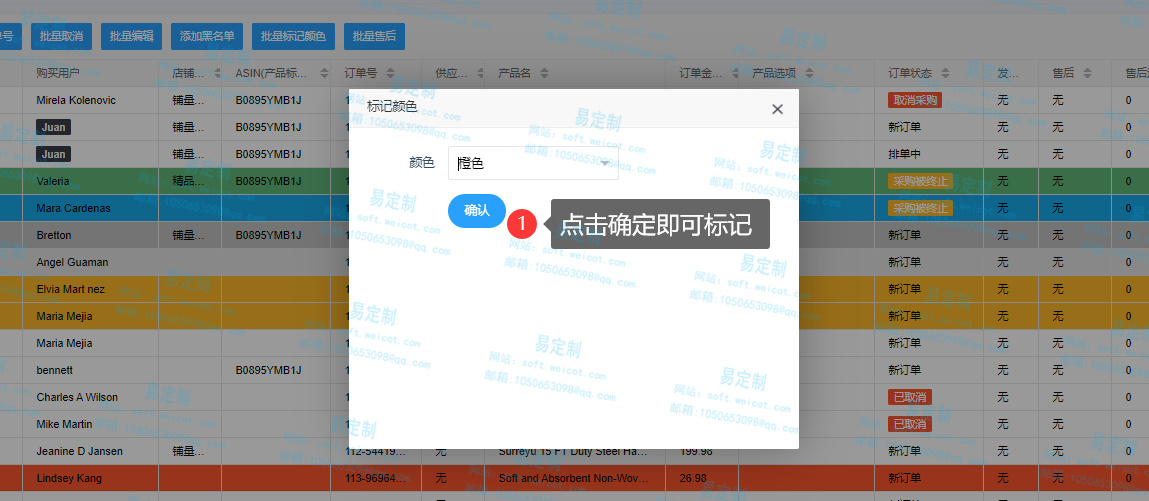 单号 批量取消 批量编辑 添加黑名单 批量标记颜色 批量售后
购买用户 店铺... ASIN(产品标... 订单号 供应... 产品名 订单金... 产品选项 订单状态 发... 售后 售后
Mirela Kolenovic 铺量... B0895YMB1J 1 取消采购 无 无 0
Juan 铺量... B0895YMB1J 1 新订单 无 无 0
Juan 铺量... B0895YMB1J 1 排单中 无 无 0
Valeria 精品... B0895YMB1J 1 采购被终止 无 无 0
Mara Cardenas B0895YMB1J 1 采购被终止 无 无 0
Bretton 铺量... B0895YMB1J 1 新订单 无 无 0
Angel Guaman 1 新订单 无 无 0
Elvia Mart nez 1 新订单 无 无 0
Maria Mejia 1 新订单 无 无 0
Maria Mejia 1 新订单 无 无 0
bennett B0895YMB1J 1 新订单 无 无 0
Charles A Wilson 1 已取消 无 无 0
Mike Martin 1 已取消 无 无 0
Jeanine D Jansen 铺量... 112-54419... 无 Surreyu 15 FT Duty Steel Ha... 199.98 新订单 无 无 0
Lindsey Kang 113-96964... 无 Soft and Absorbent Non-Wov... 26.98 新订单 无 无 0
标记颜色
颜色 橙色
确认
1 点击确定即可标记
易定制
网站: soft.weicot.com
邮箱:1050653098@qq.com